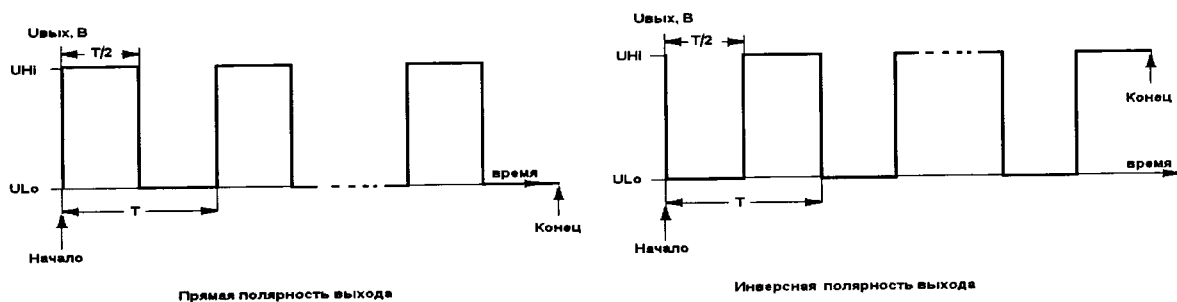 Uвых, В
T/2
UHi
ULo
время
T
Конец
Начало
Прямая полярность выхода
Uвых, В
T/2
UHi
Конец
время
ULo
T
Начало
Инверсная полярность выхода